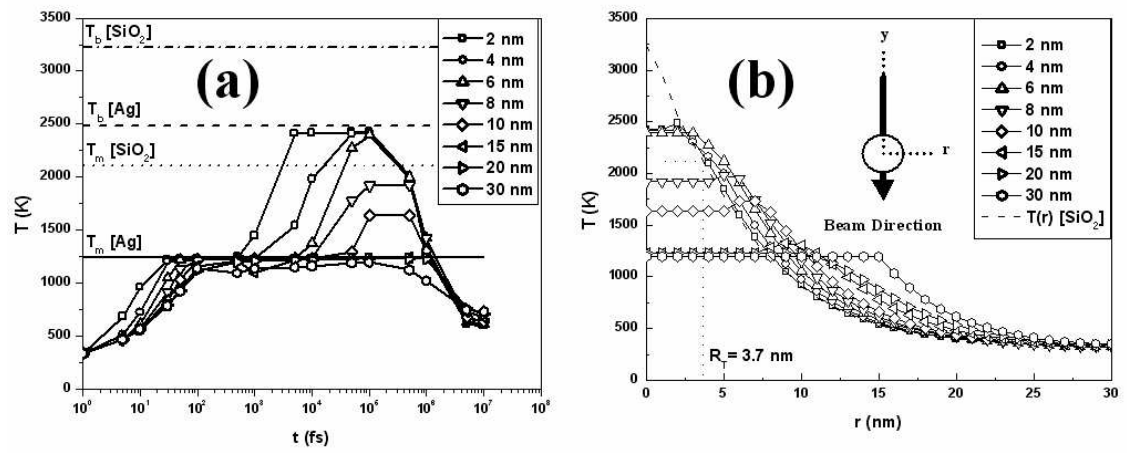 3500
3000
2500
2000
1500
1000
500
0
T (K)
T_b [SiO_2]
T_b [Ag]
T_m [SiO_2]
T_m [Ag]
(a)
2 nm
4 nm
6 nm
8 nm
10 nm
15 nm
20 nm
30 nm
10^0 10^1 10^2 10^3 10^4 10^5 10^6 10^7 10^8
t (fs)
3500
3000
2500
2000
1500
1000
500
0
T (K)
(b)
y
r
Beam Direction
2 nm
4 nm
6 nm
8 nm
10 nm
15 nm
20 nm
30 nm
T(r) [SiO_2]
R_T = 3.7 nm
0 5 10 15 20 25 30
r (nm)